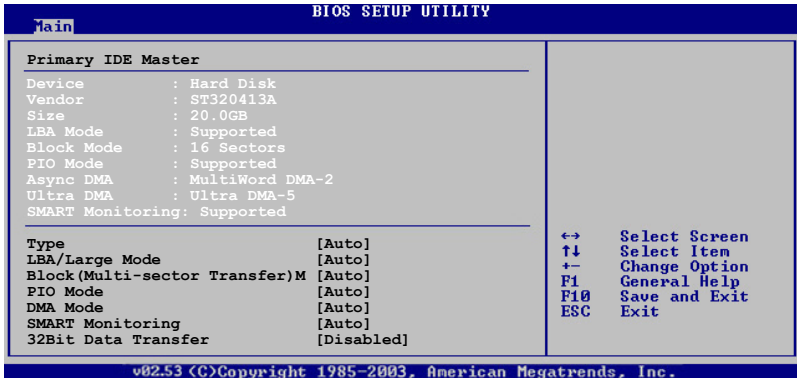 BIOS SETUP UTILITY
Main
Primary IDE Master
Device : Hard Disk
Vendor : ST320413A
Size : 20.0GB
LBA Mode : Supported
Block Mode : 16 Sectors
PIO Mode : Supported
Async DMA : MultiWord DMA-2
Ultra DMA : Ultra DMA-5
SMART Monitoring: Supported
Type [Auto]
LBA/Large Mode [Auto]
Block(Multi-sector Transfer)M [Auto]
PIO Mode [Auto]
DMA Mode [Auto]
SMART Monitoring [Auto]
32Bit Data Transfer [Disabled]
←→ Select Screen
↑↓ Select Item
+- Change Option
F1 General Help
F10 Save and Exit
ESC Exit
v02.53 (C)Copyright 1985-2003, American Megatrends, Inc.